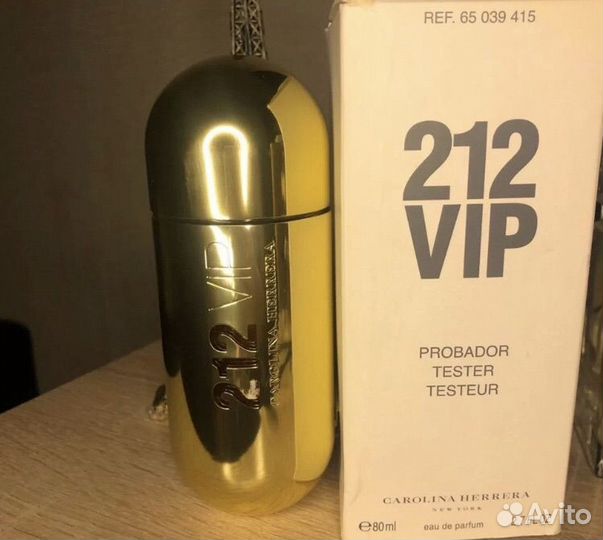 212 VIP
CAROLINA HERRERA
REF. 65 039 415
212
VIP
PROBADOR
TESTER
TESTEUR
CAROLINA HERRERA
NEW YORK
℮80ml eau de parfum
Avito